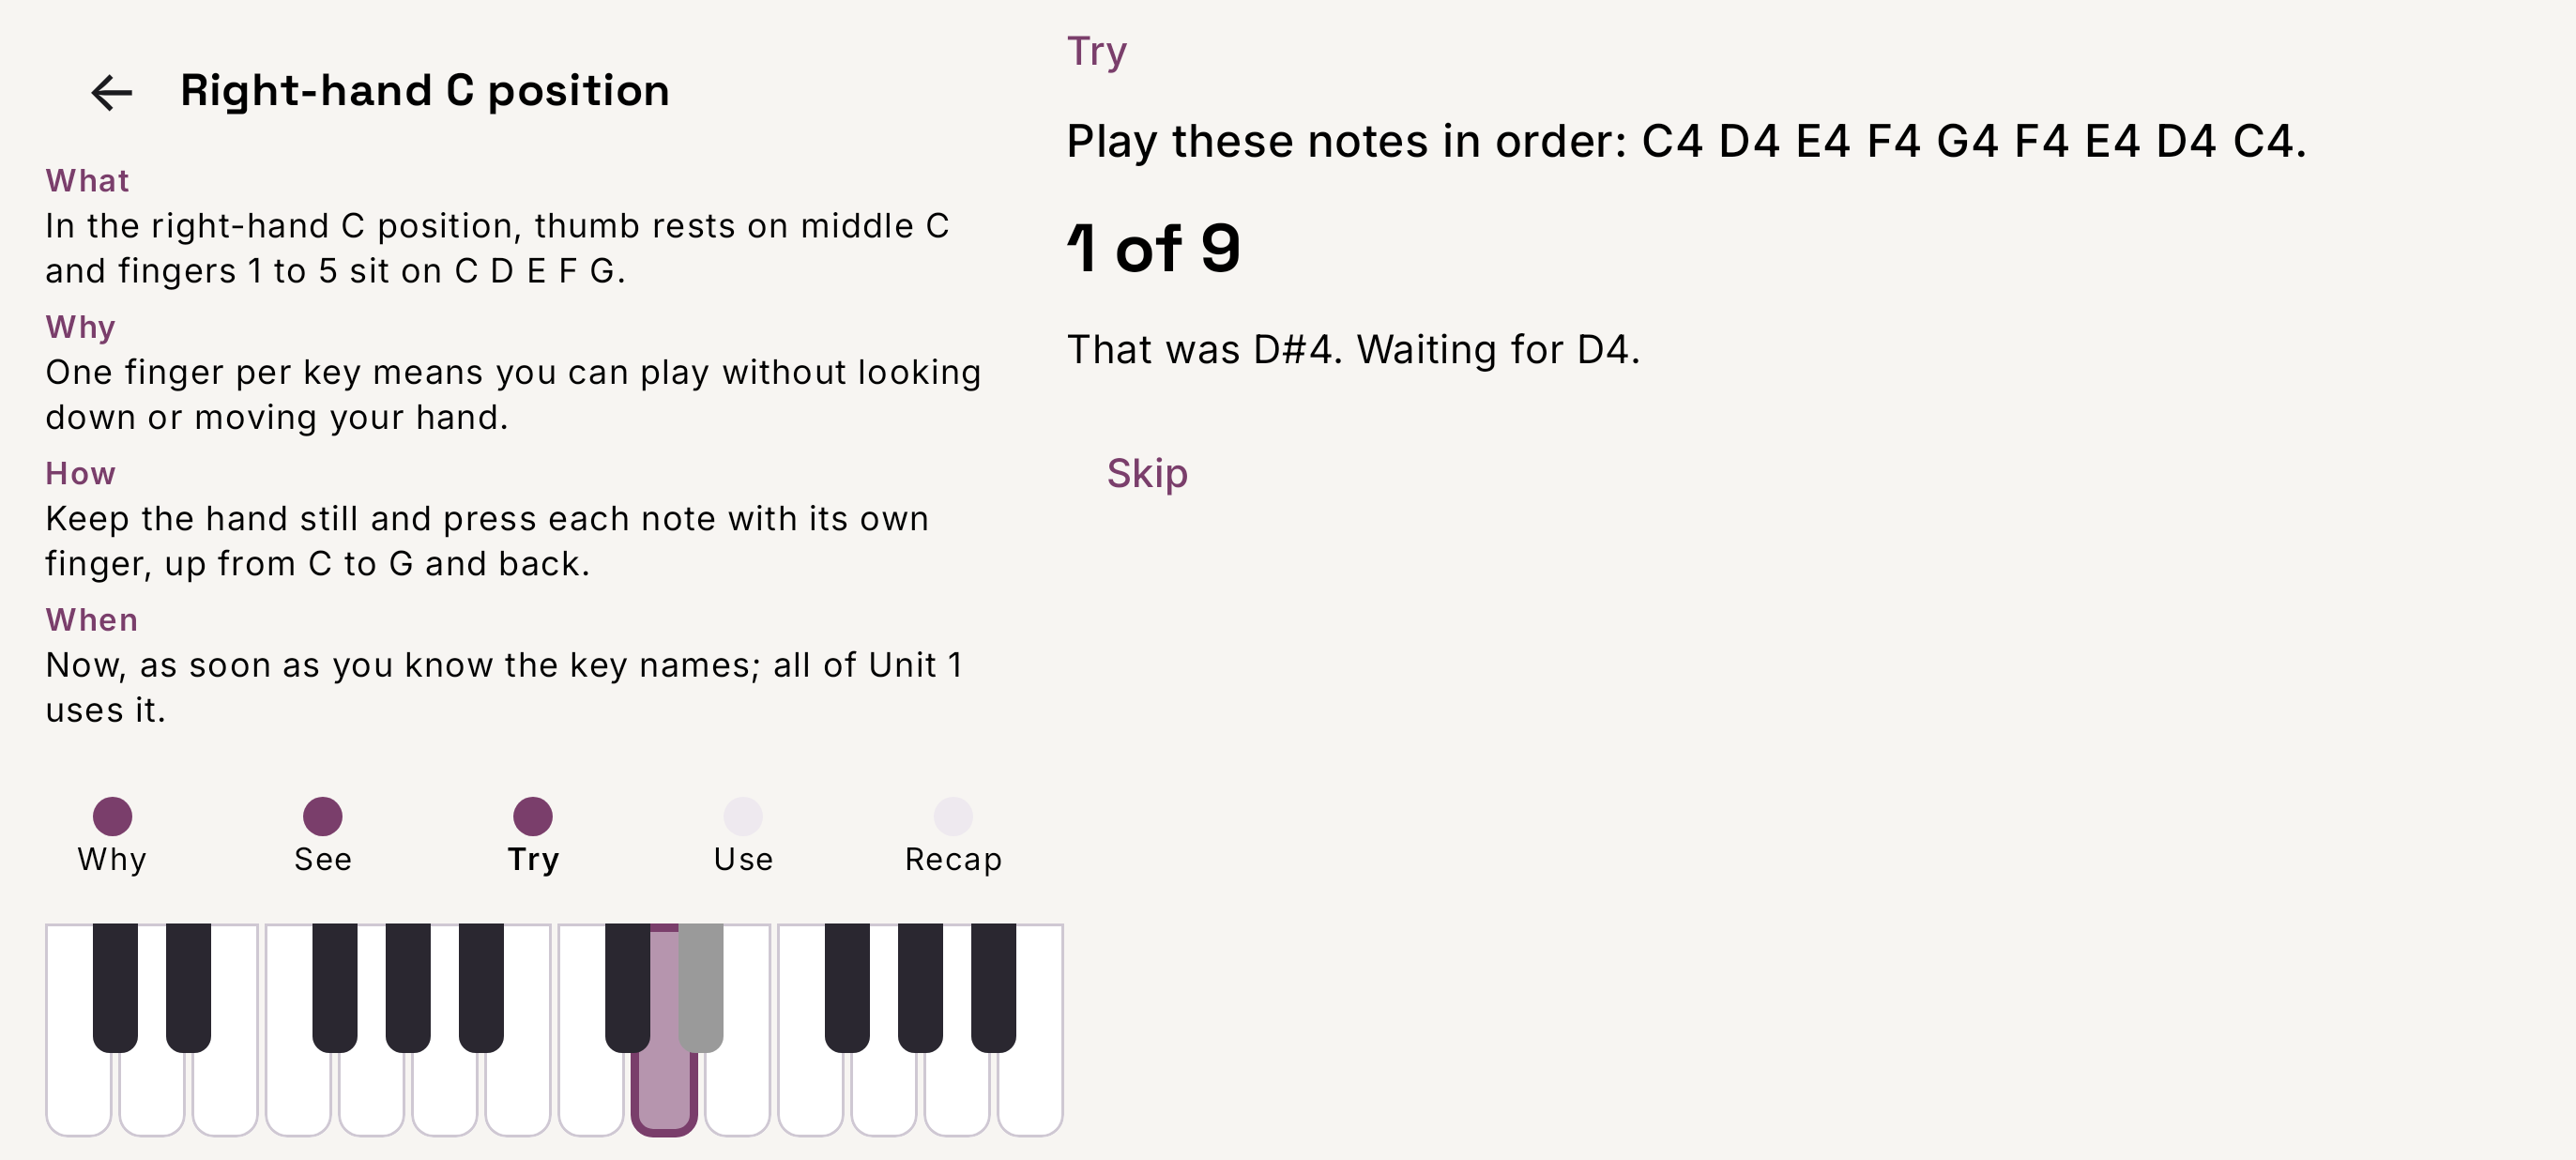 Right-hand C position
What
In the right-hand C position, thumb rests on middle C
and fingers 1 to 5 sit on C D E F G.
Why
One finger per key means you can play without looking
down or moving your hand.
How
Keep the hand still and press each note with its own
finger, up from C to G and back.
When
Now, as soon as you know the key names; all of Unit 1
uses it.
Why See Try Use Recap
Try
Play these notes in order: C4 D4 E4 F4 G4 F4 E4 D4 C4.
1 of 9
That was D#4. Waiting for D4.
Skip